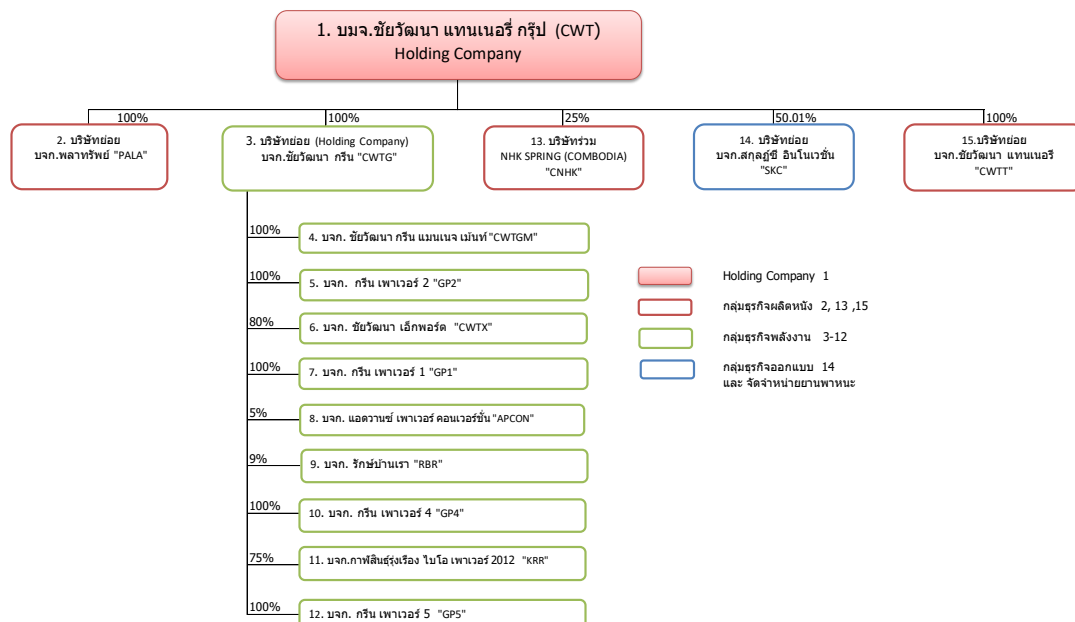 1. บมจ.ชัยวัฒนา แทนเนอรี่ กรุ๊ป (CWT)
Holding Company
100%
100%
25%
50.01%
100%
2. บริษัทย่อย
บจก.พลาทรัพย์ "PALA"
3. บริษัทย่อย (Holding Company)
บจก.ชัยวัฒนา กรีน "CWTG"
13. บริษัทร่วม
NHK SPRING (COMBODIA)
"CNHK"
14. บริษัทย่อย
บจก.สกุลฎ์ซี อินโนเวชั่น
"SKC"
15.บริษัทย่อย
บจก.ชัยวัฒนา แทนเนอรี
"CWTT"
100%
4. บจก. ชัยวัฒนา กรีน แมนเนจ เม้นท์ "CWTGM"
100%
5. บจก. กรีน เพาเวอร์ 2 "GP2"
80%
6. บจก. ชัยวัฒนา เอ็กพอร์ต "CWTX"
100%
7. บจก. กรีน เพาเวอร์ 1 "GP1"
5%
8. บจก. แอดวานซ์ เพาเวอร์ คอนเวอร์ชั่น "APCON"
9%
9. บจก. รักษ์บ้านเรา "RBR"
100%
10. บจก. กรีน เพาเวอร์ 4 "GP4"
75%
11. บจก.กาฬสินธุ์รุ่งเรือง ไบโอ เพาเวอร์ 2012 "KRR"
100%
12. บจก. กรีน เพาเวอร์ 5 "GP5"
Holding Company 1
กลุ่มธุรกิจผลิตหนัง 2, 13 ,15
กลุ่มธุรกิจพลังงาน 3-12
กลุ่มธุรกิจออกแบบ 14
และ จัดจำหน่ายยานพาหนะ